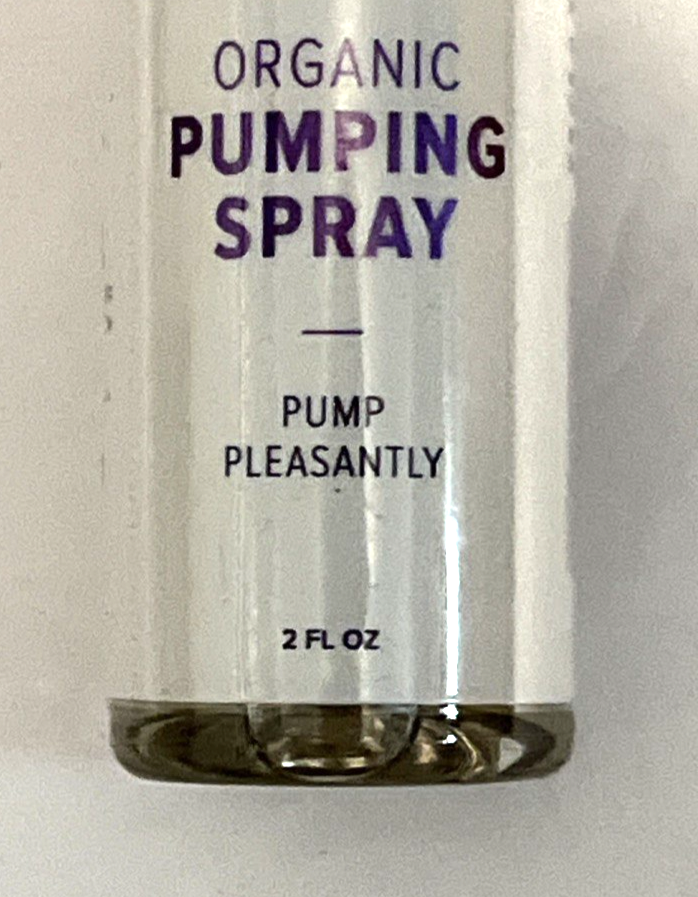 ORGANIC
PUMPING
SPRAY
PUMP
PLEASANTLY
2 FL OZ